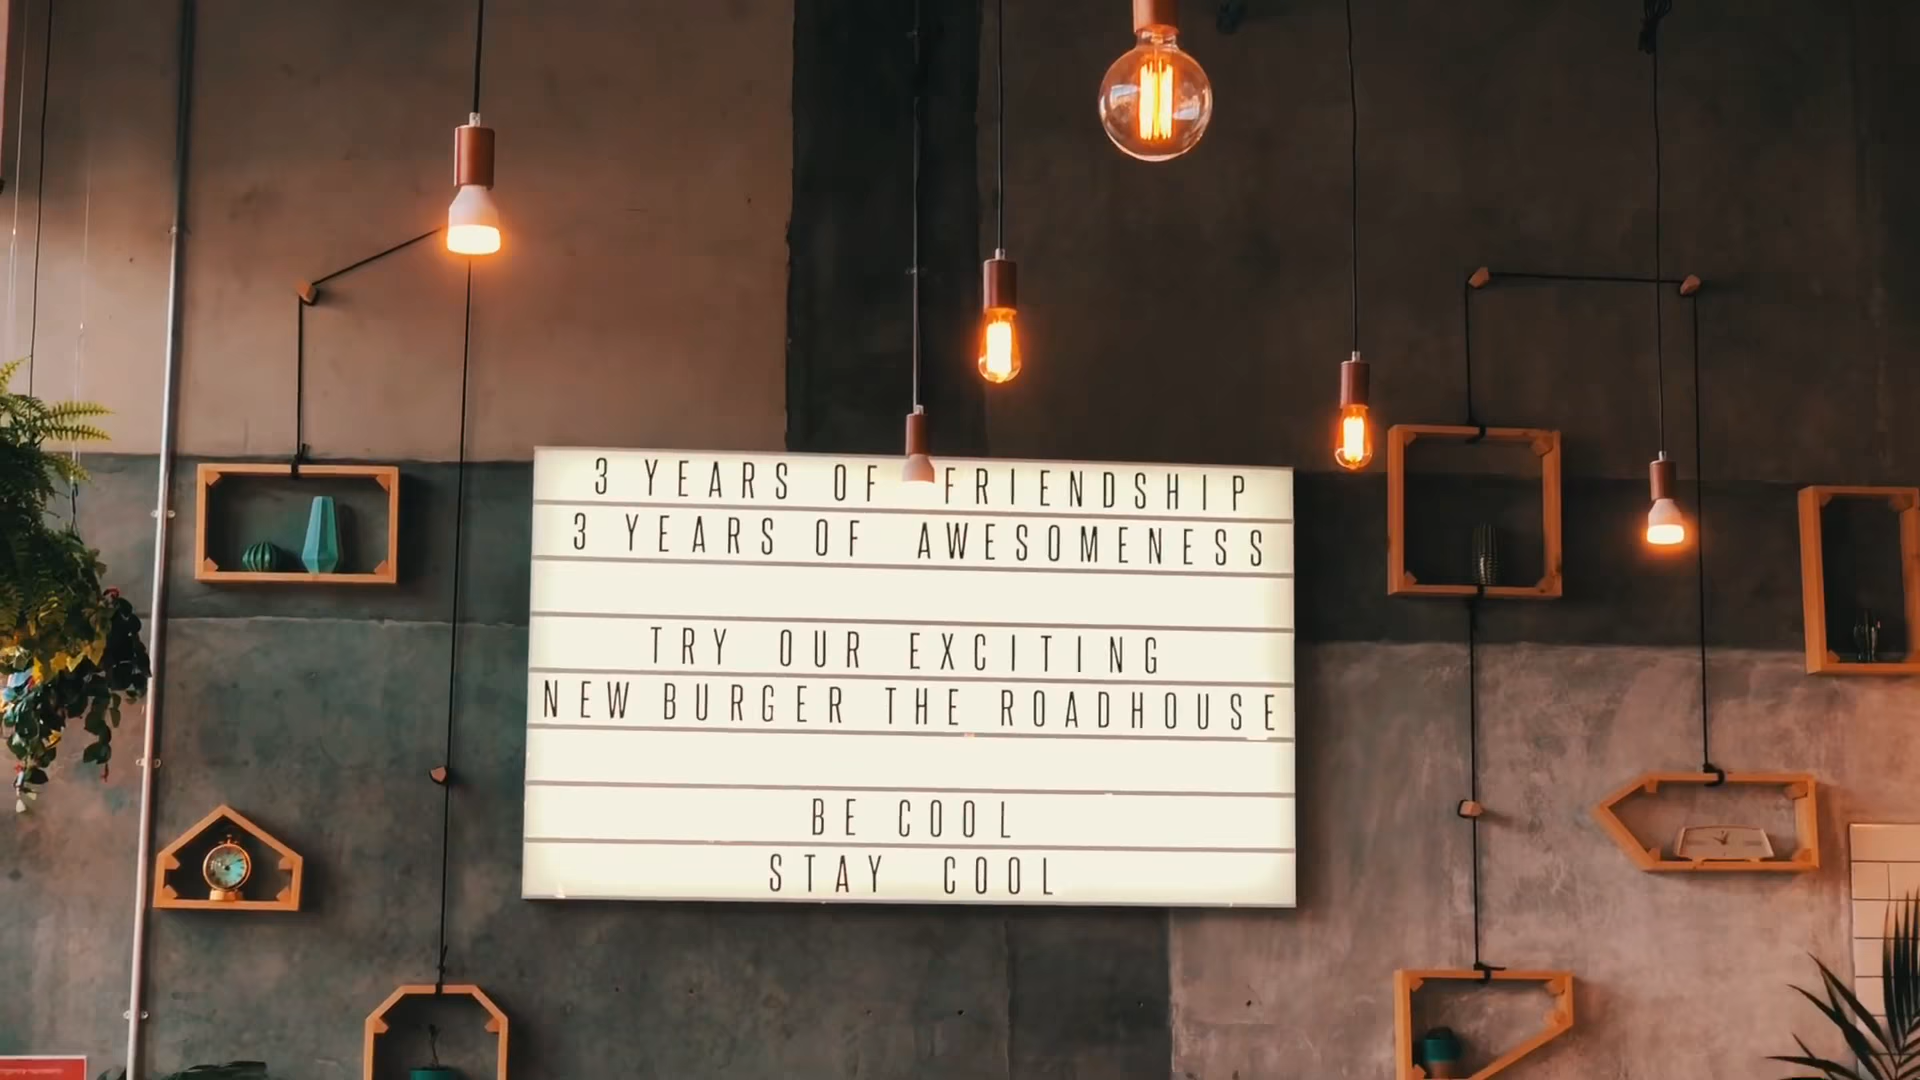 3 YEARS OF FRIENDSHIP
3 YEARS OF AWESOMENESS
TRY OUR EXCITING
NEW BURGER THE ROADHOUSE
BE COOL
STAY COOL